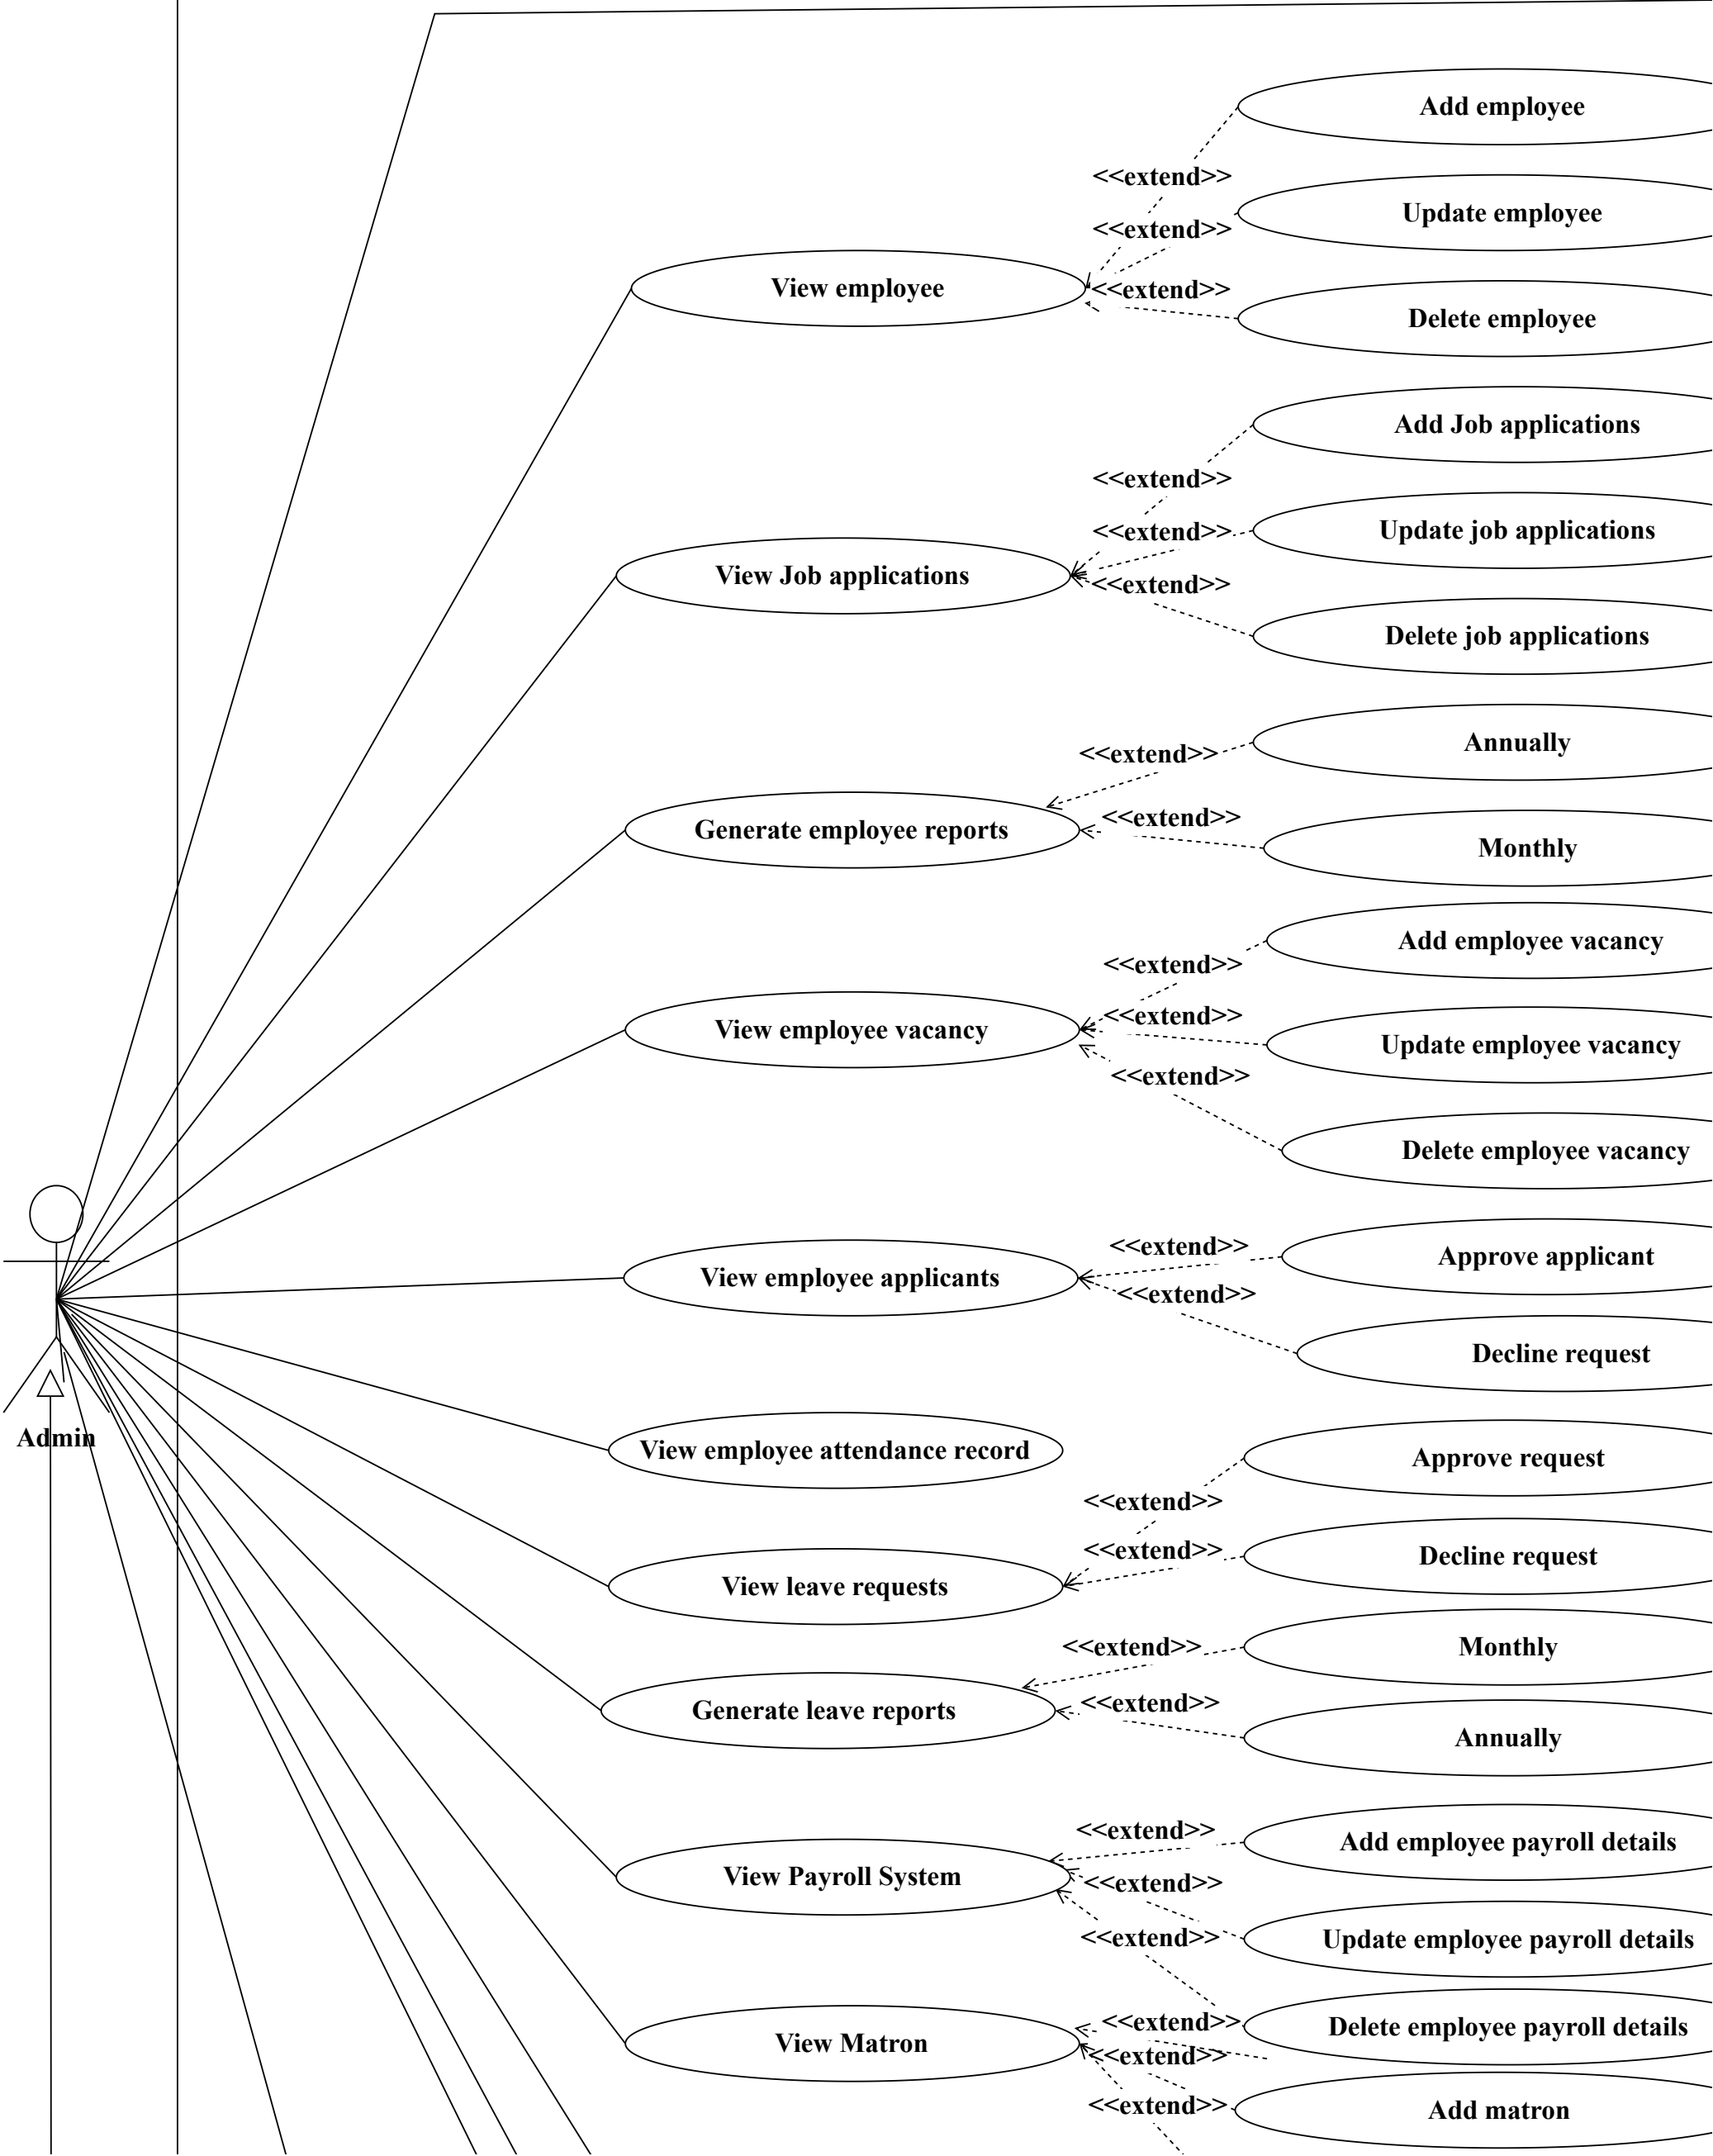 Add employee
<<extend>>
Update employee
<<extend>>
View employee
<<extend>>
Delete employee
Add Job applications
<<extend>>
Update job applications
<<extend>>
View Job applications
<<extend>>
Delete job applications
Annually
<<extend>>
<<extend>>
Generate employee reports
Monthly
Add employee vacancy
<<extend>>
<<extend>>
View employee vacancy
Update employee vacancy
<<extend>>
Delete employee vacancy
<<extend>>
Approve applicant
View employee applicants
<<extend>>
Decline request
Admin
View employee attendance record
Approve request
<<extend>>
<<extend>>
Decline request
View leave requests
<<extend>>
Monthly
<<extend>>
Generate leave reports
Annually
<<extend>>
Add employee payroll details
View Payroll System
<<extend>>
<<extend>>
Update employee payroll details
<<extend>>
Delete employee payroll details
View Matron
<<extend>>
<<extend>>
Add matron